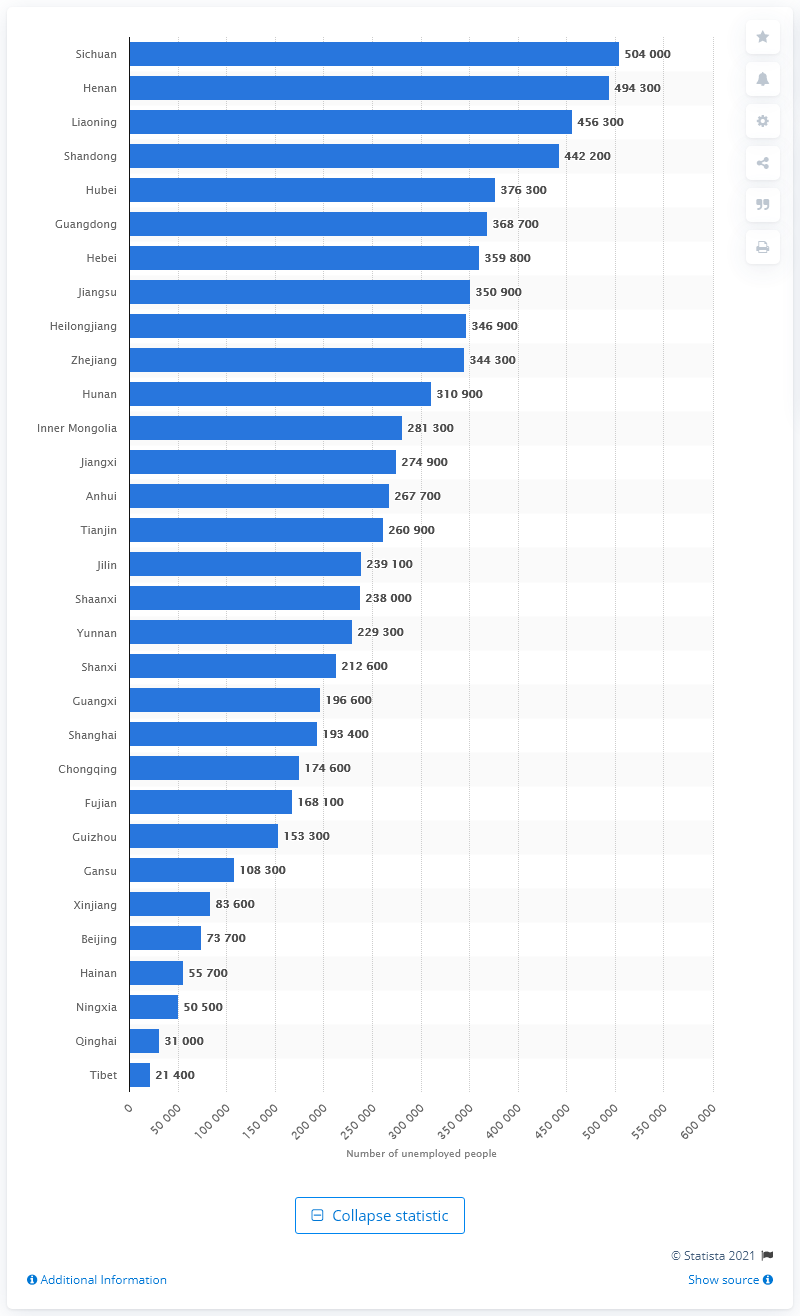 Sichuan 504 000
Henan 494 300
Liaoning 456 300
Shandong 442 200
Hubei 376 300
Guangdong 368 700
Hebei 359 800
Jiangsu 350 900
Heilongjiang 346 900
Zhejiang 344 300
Hunan 310 900
Inner Mongolia 281 300
Jiangxi 274 900
Anhui 267 700
Tianjin 260 900
Jilin 239 100
Shaanxi 238 000
Yunnan 229 300
Shanxi 212 600
Guangxi 196 600
Shanghai 193 400
Chongqing 174 600
Fujian 168 100
Guizhou 153 300
Gansu 108 300
Xinjiang 83 600
Beijing 73 700
Hainan 55 700
Ningxia 50 500
Qinghai 31 000
Tibet 21 400
0 50 000 100 000 150 000 200 000 250 000 300 000 350 000 400 000 450 000 500 000 550 000 600 000
Number of unemployed people
Collapse statistic
© Statista 2021
Additional Information Show source